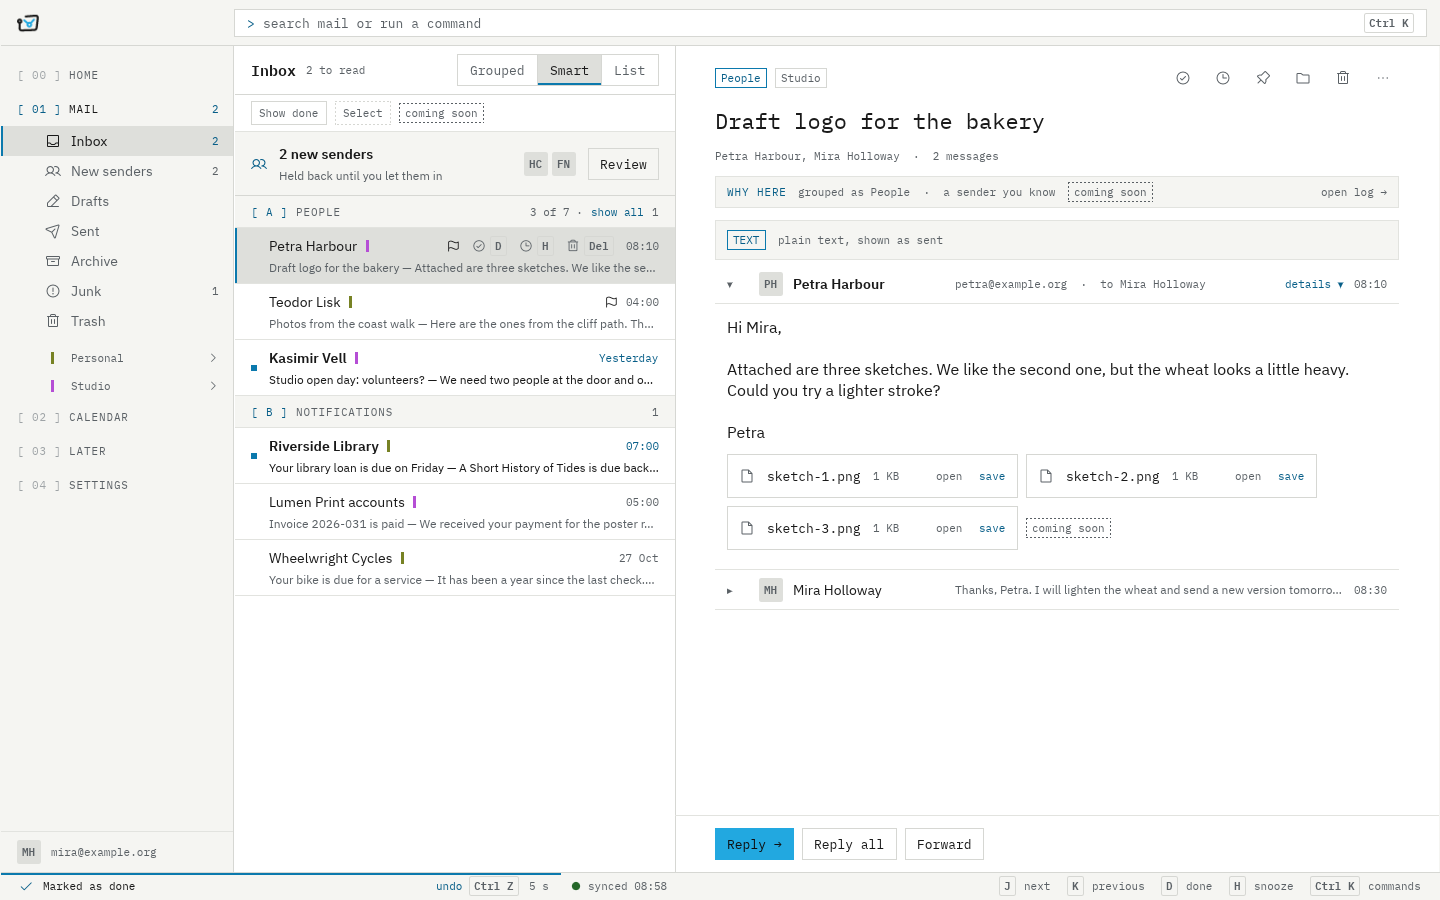 > search mail or run a command Ctrl K
[ 00 ] HOME
[ 01 ] MAIL 2
Inbox 2
New senders 2
Drafts
Sent
Archive
Junk 1
Trash
Personal
Studio
[ 02 ] CALENDAR
[ 03 ] LATER
[ 04 ] SETTINGS
MH mira@example.org
Inbox 2 to read Grouped Smart List
Show done Select coming soon
2 new senders
Held back until you let them in
HC FN Review
[ A ] PEOPLE 3 of 7 · show all 1
Petra Harbour D H Del 08:10
Draft logo for the bakery — Attached are three sketches. We like the se…
Teodor Lisk 04:00
Photos from the coast walk — Here are the ones from the cliff path. Th…
Kasimir Vell Yesterday
Studio open day: volunteers? — We need two people at the door and o…
[ B ] NOTIFICATIONS 1
Riverside Library 07:00
Your library loan is due on Friday — A Short History of Tides is due back…
Lumen Print accounts 05:00
Invoice 2026-031 is paid — We received your payment for the poster r…
Wheelwright Cycles 27 Oct
Your bike is due for a service — It has been a year since the last check.…
People Studio
Draft logo for the bakery
Petra Harbour, Mira Holloway · 2 messages
WHY HERE grouped as People · a sender you know coming soon open log →
TEXT plain text, shown as sent
▾ PH Petra Harbour petra@example.org · to Mira Holloway details ▾ 08:10
Hi Mira,
Attached are three sketches. We like the second one, but the wheat looks a little heavy.
Could you try a lighter stroke?
Petra
sketch-1.png 1 KB open save
sketch-2.png 1 KB open save
sketch-3.png 1 KB open save
coming soon
▸ MH Mira Holloway Thanks, Petra. I will lighten the wheat and send a new version tomorro… 08:30
Reply → Reply all Forward
Marked as done undo Ctrl Z 5 s synced 08:58 J next K previous D done H snooze Ctrl K commands